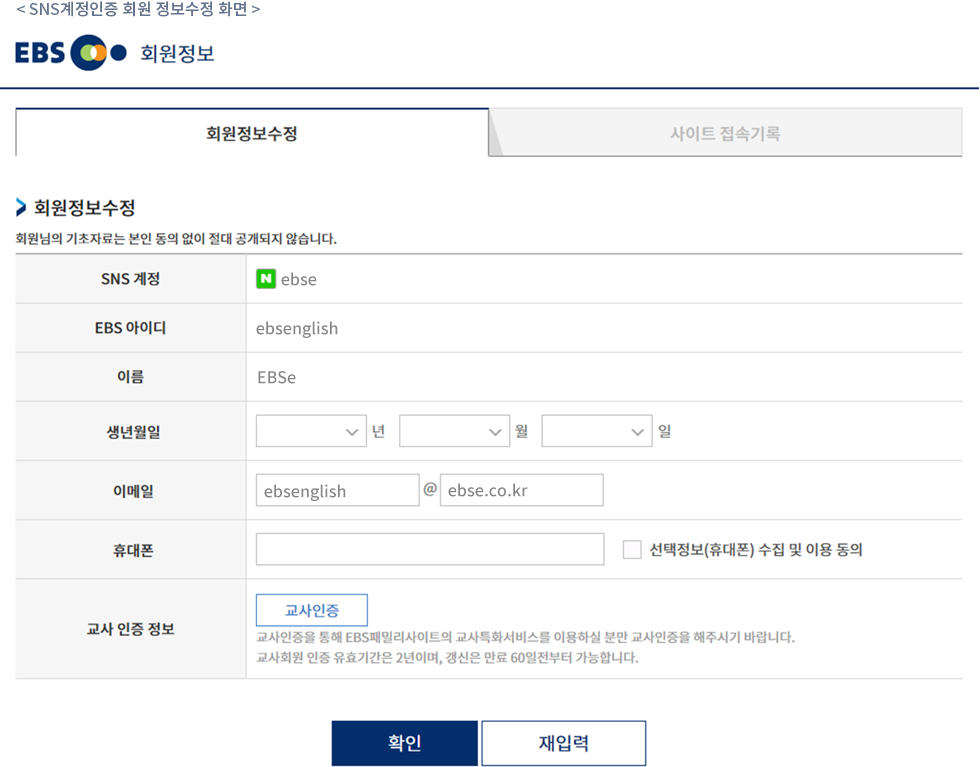 < SNS계정인증 회원 정보수정 화면 >
EBS 회원정보
회원정보수정 사이트 접속기록
회원정보수정
회원님의 기초자료는 본인 동의 없이 절대 공개되지 않습니다.
SNS 계정 N ebse
EBS 아이디 ebsenglish
이름 EBSe
생년월일 년 월 일
이메일 ebsenglish @ ebse.co.kr
휴대폰 선택정보(휴대폰) 수집 및 이용 동의
교사 인증 정보 교사인증
교사인증을 통해 EBS패밀리사이트의 교사특화서비스를 이용하실 분만 교사인증을 해주시기 바랍니다.
교사회원 인증 유효기간은 2년이며, 갱신은 만료 60일전부터 가능합니다.
확인 재입력